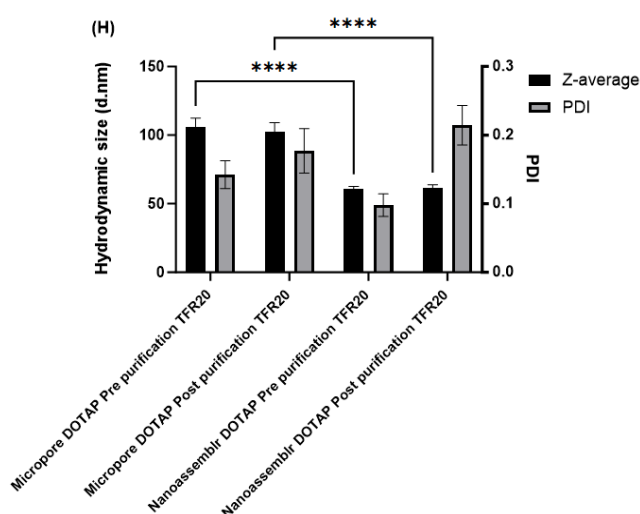 (H)
****
****
150
100
50
0
Hydrodynamic size (d.nm)
0.3
0.2
0.1
0.0
PDI
Z-average
PDI
Micropore DOTAP Pre purification TFR20
Micropore DOTAP Post purification TFR20
Nanoassemblr DOTAP Pre purification TFR20
Nanoassemblr DOTAP Post purification TFR20